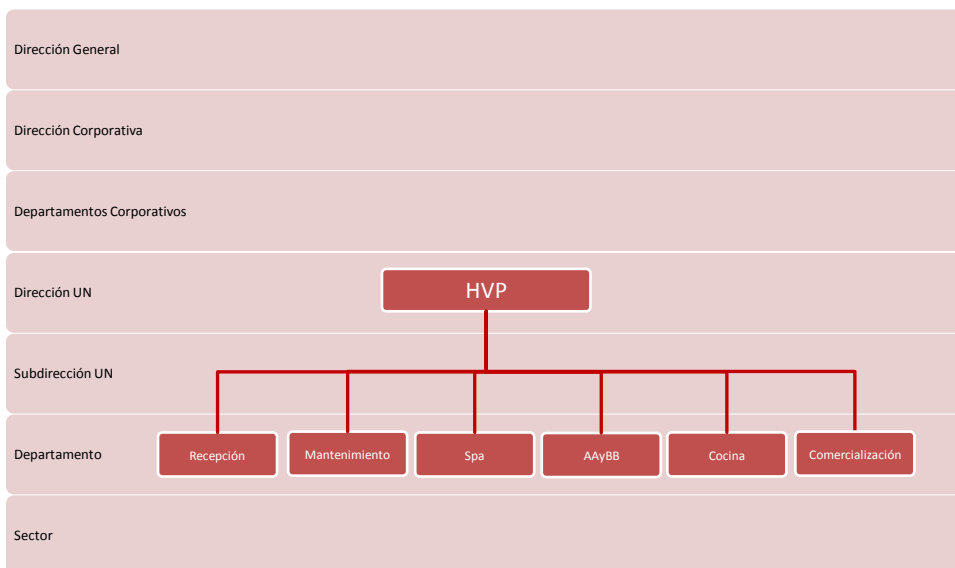 Dirección General
Dirección Corporativa
Departamentos Corporativos
Dirección UN
HVP
Subdirección UN
Departamento
Recepción
Mantenimiento
Spa
AAyBB
Cocina
Comercialización
Sector